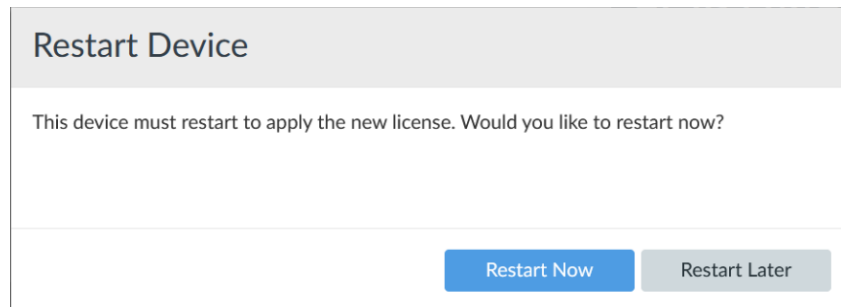 Restart Device
This device must restart to apply the new license. Would you like to restart now?
Restart Now
Restart Later